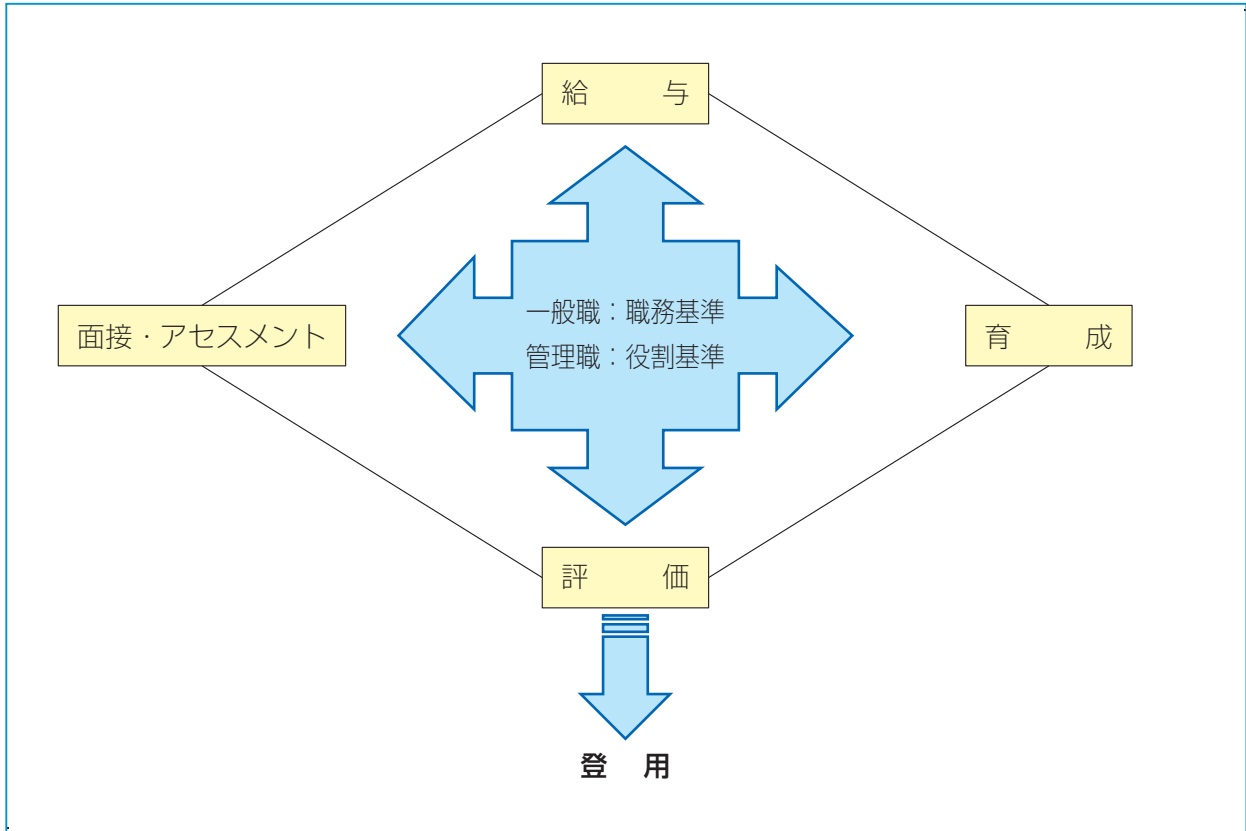 給　与
一般職：職務基準
管理職：役割基準
面接・アセスメント
育　成
評　価
登　用